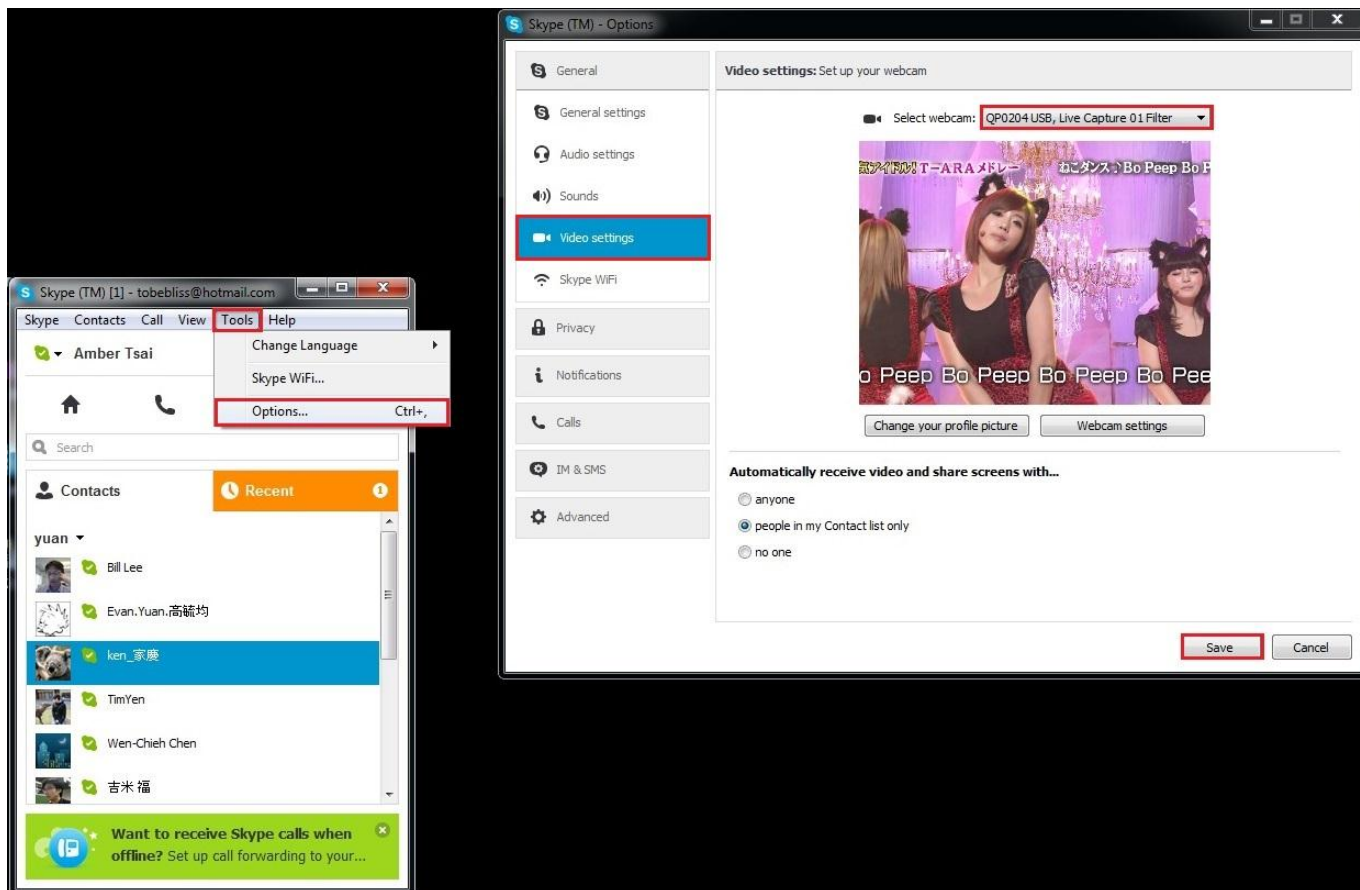 Skype (TM) - Options
General
General settings
Audio settings
Sounds
Video settings
Skype WiFi
Privacy
Notifications
Calls
IM & SMS
Advanced
Video settings: Set up your webcam
Select webcam: QP0204 USB, Live Capture 01 Filter
T-ARAメドレー
ねこダンス♪Bo Peep Bo P
o Peep Bo Peep Bo Peep Bo Pee
Change your profile picture
Webcam settings
Automatically receive video and share screens with...
anyone
people in my Contact list only
no one
Save
Cancel
Skype (TM) [1] - tobebliss@hotmail.com
Skype Contacts Call View Tools Help
Change Language
Skype WiFi...
Options... Ctrl+,
Amber Tsai
Search
Contacts
Recent 1
yuan
Bill Lee
Evan.Yuan.高毓均
ken_家慶
TimYen
Wen-Chieh Chen
吉米 福
Want to receive Skype calls when
offline? Set up call forwarding to your...